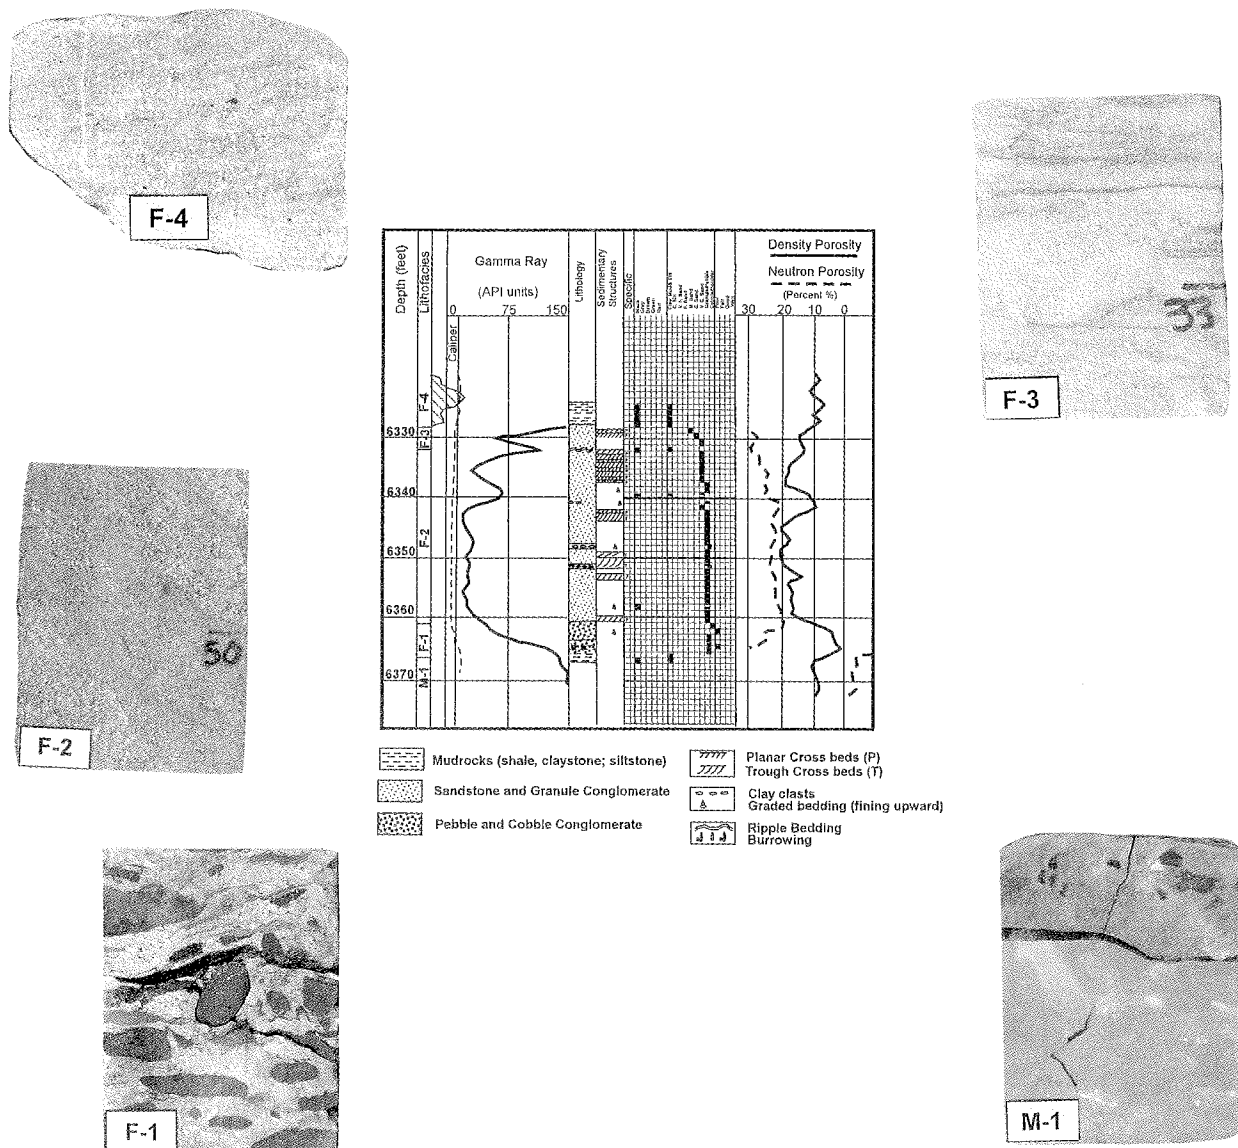 F-4
F-3
33
F-2
50
F-1
M-1
Depth (feet)
Lithofacies
Gamma Ray
(API units)
0 75 150
Caliper
Lithology
Sedimentary
Structures
Specific
Density Porosity
Neutron Porosity
(Percent %)
30 20 10 0
F-4
F-3
F-2
F-1
M-1
6330
6340
6350
6360
6370
Mudrocks (shale, claystone; siltstone)
Sandstone and Granule Conglomerate
Pebble and Cobble Conglomerate
Planar Cross beds (P)
Trough Cross beds (T)
Clay clasts
Graded bedding (fining upward)
Ripple Bedding
Burrowing